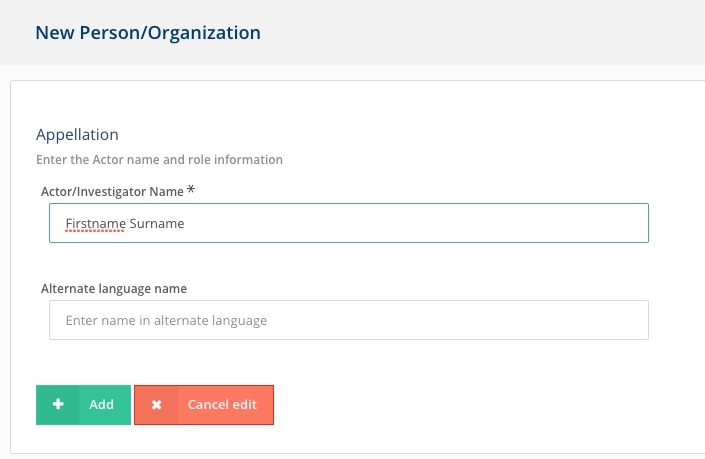 New Person/Organization
Appellation
Enter the Actor name and role information
Actor/Investigator Name *
Firstname Surname
Alternate language name
Enter name in alternate language
Add
Cancel edit